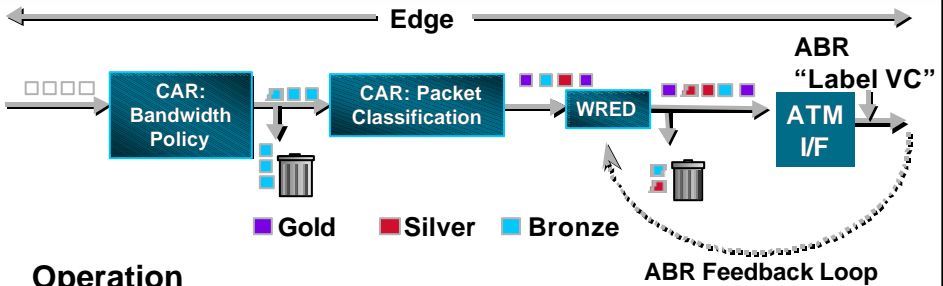 Edge
ABR
“Label VC”
CAR:
Bandwidth
Policy
CAR: Packet
Classification
WRED
ATM
I/F
Gold
Silver
Bronze
ABR Feedback Loop
Operation